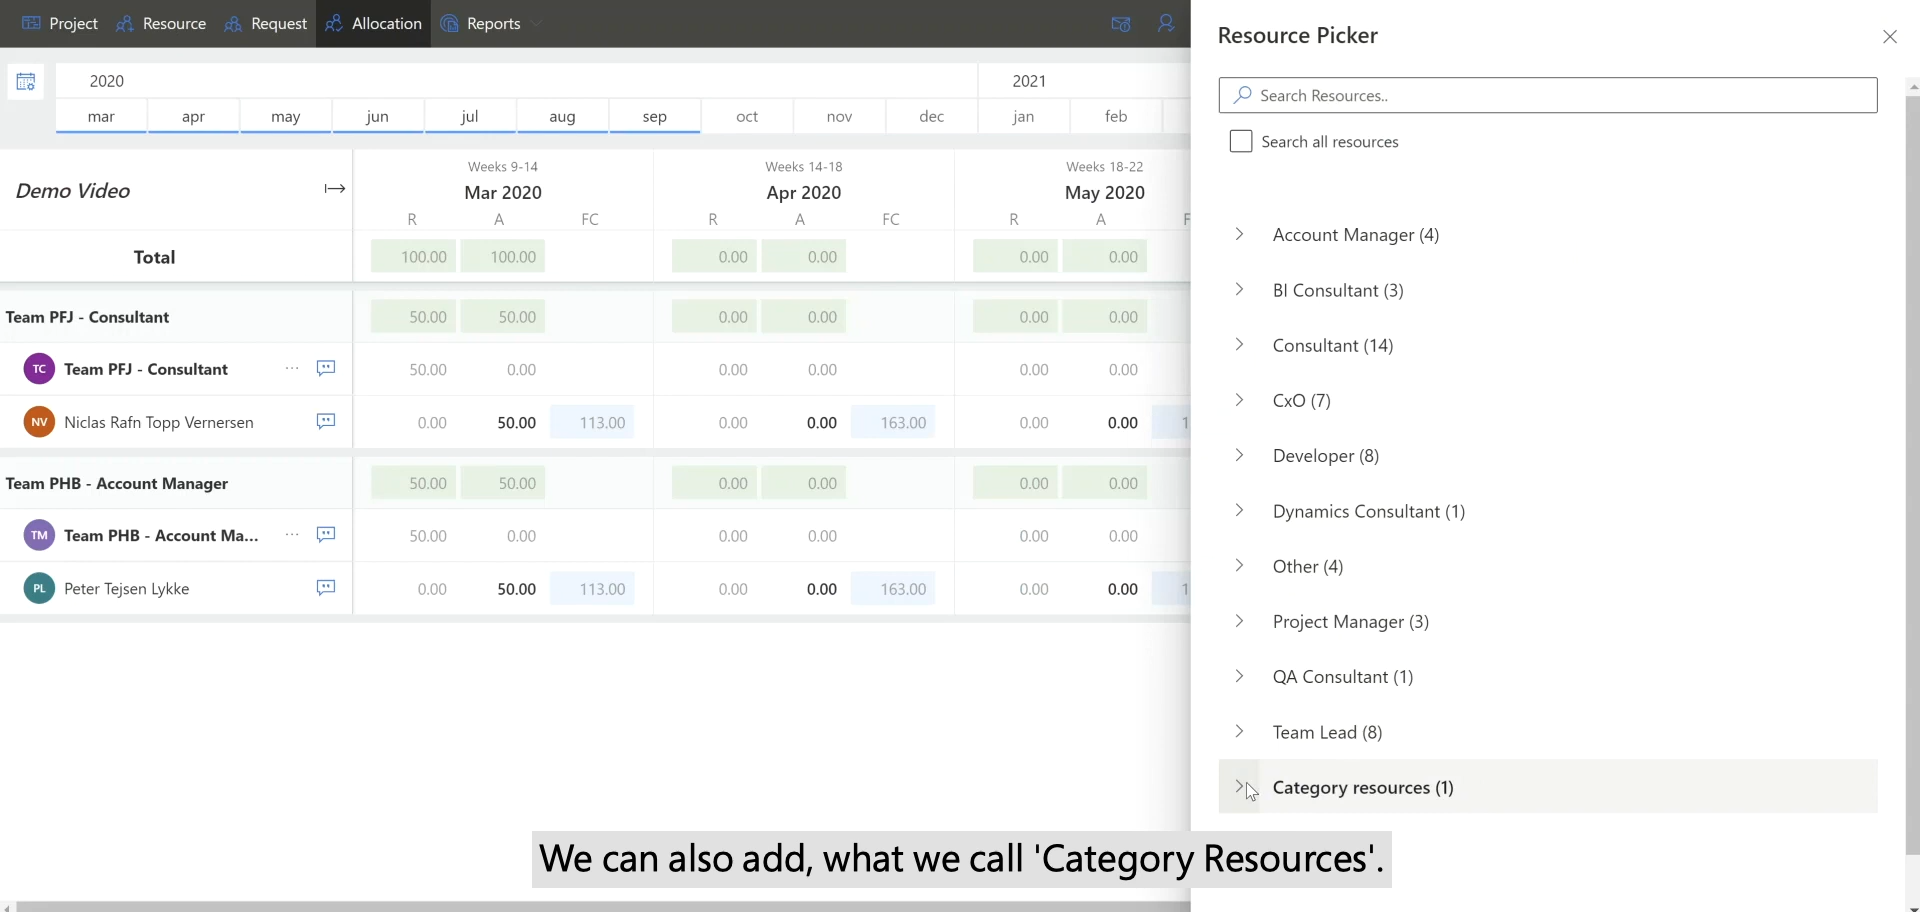 Project Resource Request Allocation Reports
Resource Picker
2020 2021
mar apr may jun jul aug sep oct nov dec jan feb
Search Resources..
Search all resources
Demo Video
Weeks 9-14 Weeks 14-18 Weeks 18-22
Mar 2020 Apr 2020 May 2020
R A FC R A FC R A F
Total 100.00 100.00 0.00 0.00 0.00 0.00
Team PFJ - Consultant 50.00 50.00 0.00 0.00 0.00 0.00
TC Team PFJ - Consultant ... 50.00 0.00 0.00 0.00 0.00 0.00
NV Niclas Rafn Topp Vernersen 0.00 50.00 113.00 0.00 0.00 163.00 0.00 0.00 1
Team PHB - Account Manager 50.00 50.00 0.00 0.00 0.00 0.00
TM Team PHB - Account Ma... ... 50.00 0.00 0.00 0.00 0.00 0.00
PL Peter Tejsen Lykke 0.00 50.00 113.00 0.00 0.00 163.00 0.00 0.00 1
Account Manager (4)
BI Consultant (3)
Consultant (14)
CxO (7)
Developer (8)
Dynamics Consultant (1)
Other (4)
Project Manager (3)
QA Consultant (1)
Team Lead (8)
Category resources (1)
We can also add, what we call 'Category Resources'.